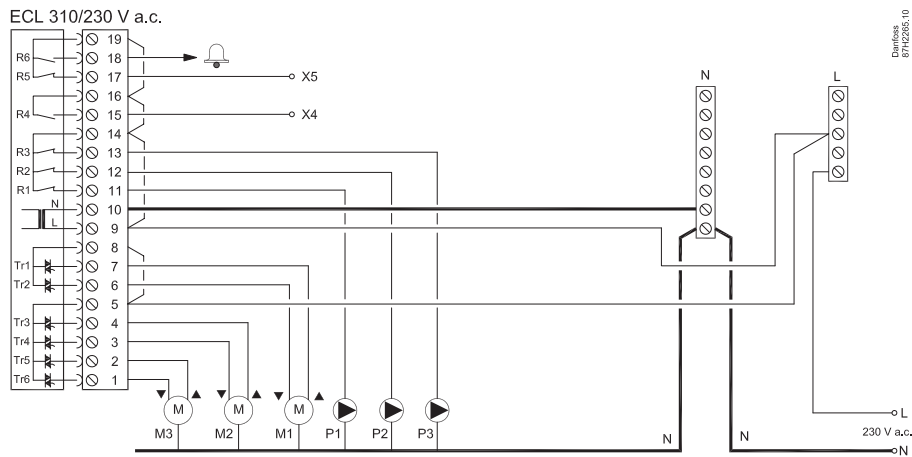 ECL 310/230 V a.c.
Danfoss
87H2265.10
19
R6 18
R5 17 X5
16
R4 15 X4
14
R3 13
R2 12
R1 11
N 10
L 9
8
Tr1 7
Tr2 6
5
Tr3 4
Tr4 3
Tr5 2
Tr6 1
N L
M M M
M3 M2 M1 P1 P2 P3
N N
L
230 V a.c.
N